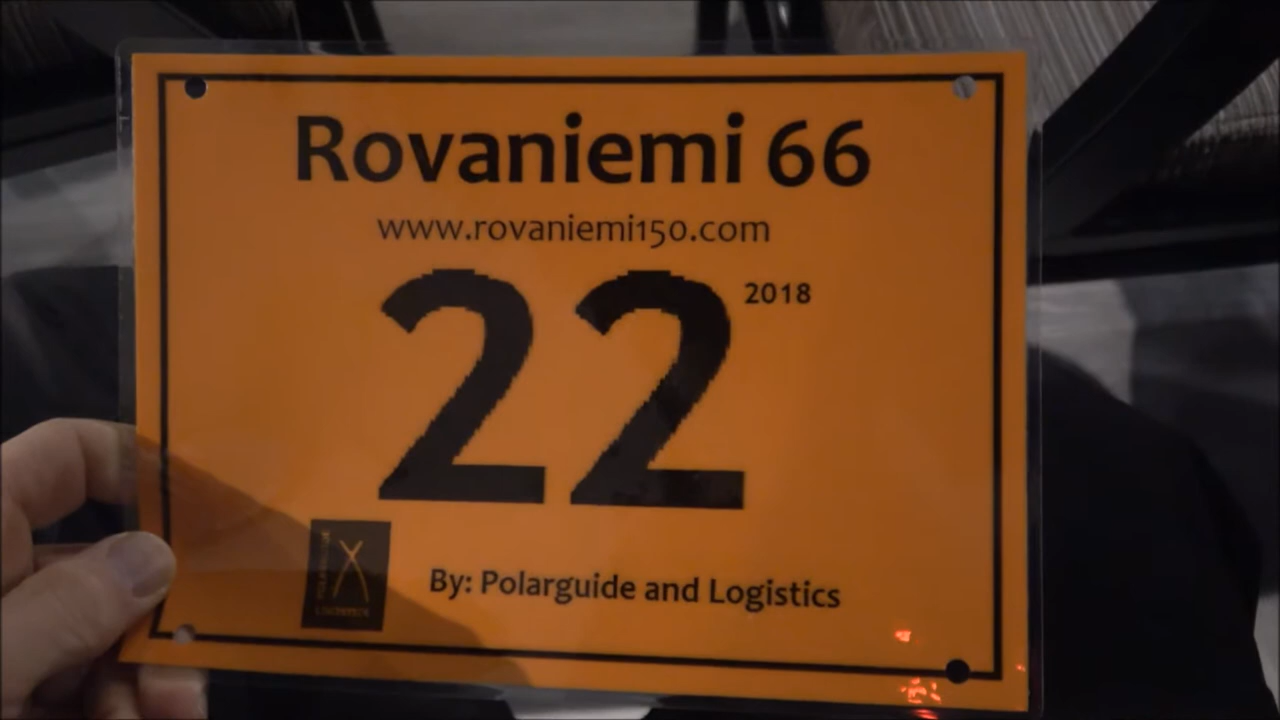 Rovaniemi 66
www.rovaniemi150.com
22
2018
By: Polarguide and Logistics